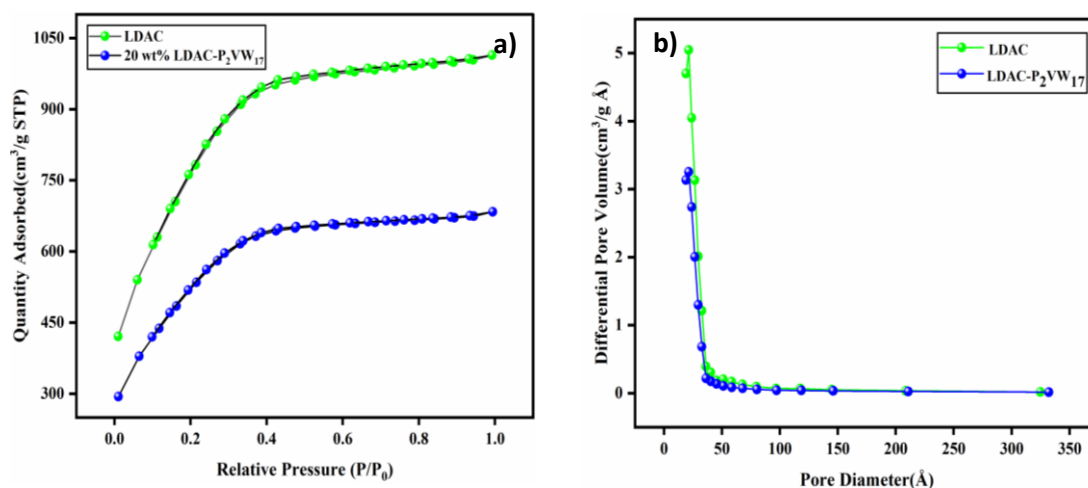 a)
LDAC
20 wt% LDAC-P₂VW₁₇
1050
900
750
600
450
300
Quantity Adsorbed(cm³/g STP)
0.0 0.2 0.4 0.6 0.8 1.0
Relative Pressure (P/P₀)
b)
LDAC
LDAC-P₂VW₁₇
5
4
3
2
1
0
Differential Pore Volume(cm³/g Å)
0 50 100 150 200 250 300 350
Pore Diameter(Å)